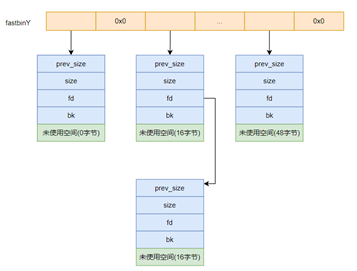 fastbinY
0x0
...
0x0
prev_size
size
fd
bk
未使用空间(0字节)
prev_size
size
fd
bk
未使用空间(16字节)
prev_size
size
fd
bk
未使用空间(48字节)
prev_size
size
fd
bk
未使用空间(16字节)